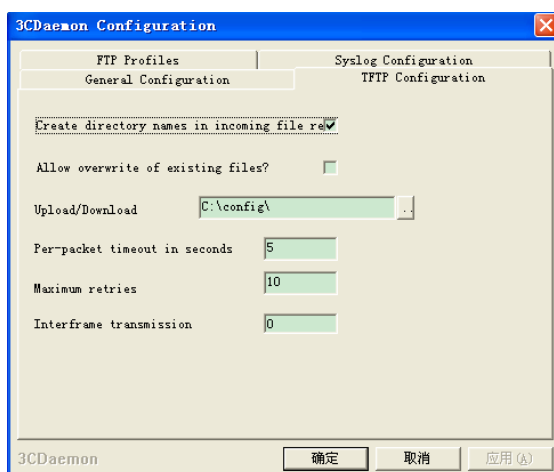 3CDaemon Configuration
FTP Profiles
Syslog Configuration
General Configuration
TFTP Configuration
Create directory names in incoming file re
Allow overwrite of existing files?
Upload/Download
C:\config\
..
Per-packet timeout in seconds
5
Maximum retries
10
Interframe transmission
0
3CDaemon
确定
取消
应用(A)